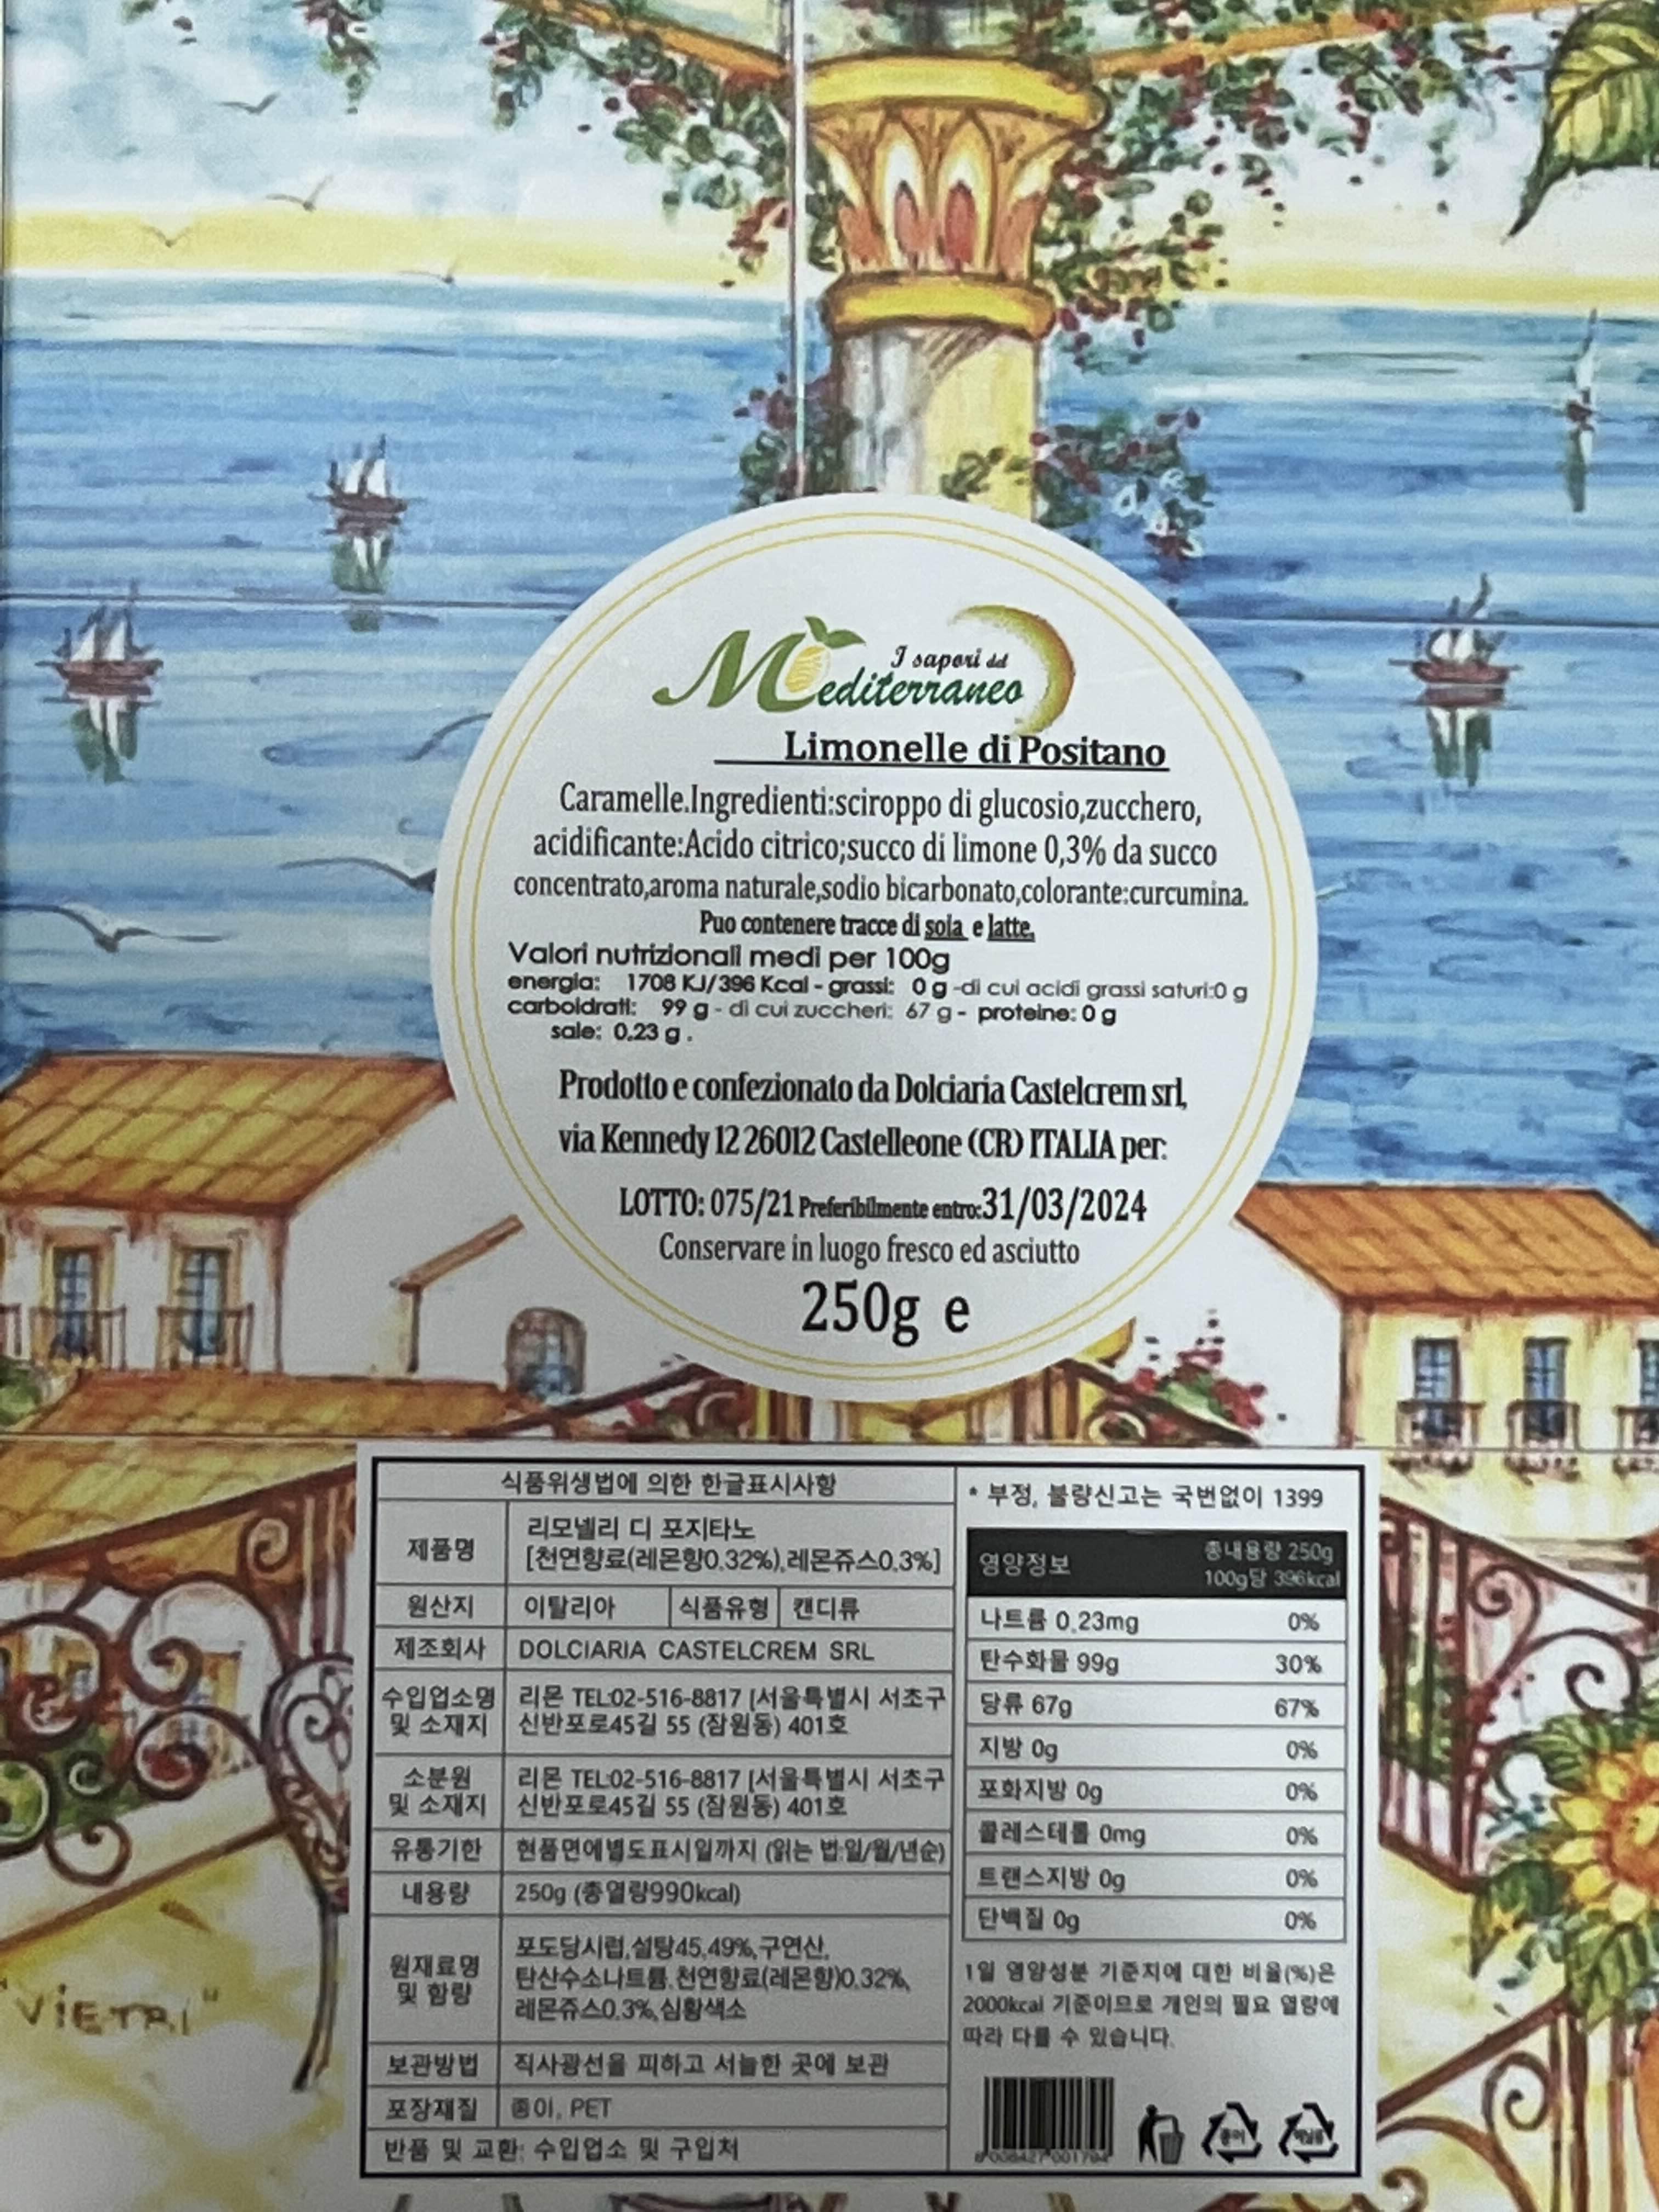 I sapori del
Mediterraneo
Limonelle di Positano
Caramelle.Ingredienti:sciroppo di glucosio,zucchero,
acidificante:Acido citrico;succo di limone 0,3% da succo
concentrato,aroma naturale,sodio bicarbonato,colorante:curcumina.
Puo contenere tracce di soia e latte.
Valori nutrizionali medi per 100g
energia: 1708 KJ/396 Kcal - grassi: 0 g -di cui acidi grassi saturi:0 g
carboidrati: 99 g - di cui zuccheri: 67 g - proteine: 0 g
sale: 0,23 g .
Prodotto e confezionato da Dolciaria Castelcrem srl,
via Kennedy 12 26012 Castelleone (CR) ITALIA per:
LOTTO: 075/21 Preferibilmente entro:31/03/2024
Conservare in luogo fresco ed asciutto
250g e
식품위생법에 의한 한글표시사항
제품명
리모넬리 디 포지타노
[천연향료(레몬향0.32%),레몬쥬스0.3%]
원산지 이탈리아 식품유형 캔디류
제조회사 DOLCIARIA CASTELCREM SRL
수입업소명 리몬 TEL:02-516-8817 [서울특별시 서초구
및 소재지 신반포로45길 55 (잠원동) 401호
소분원 리몬 TEL:02-516-8817 [서울특별시 서초구
및 소재지 신반포로45길 55 (잠원동) 401호
유통기한 현품면에별도표시일까지 (읽는 법:일/월/년순)
내용량 250g (총열량990kcal)
원재료명
및 함량
포도당시럽,설탕45,49%,구연산,
탄산수소나트륨,천연향료(레몬향)0.32%,
레몬쥬스0.3%,심황색소
보관방법 직사광선을 피하고 서늘한 곳에 보관
포장재질 종이, PET
반품 및 교환: 수입업소 및 구입처
* 부정, 불량신고는 국번없이 1399
영양정보
총내용량 250g
100g당 396kcal
나트륨 0.23mg 0%
탄수화물 99g 30%
당류 67g 67%
지방 0g 0%
포화지방 0g 0%
콜레스테롤 0mg 0%
트랜스지방 0g 0%
단백질 0g 0%
1일 영양성분 기준치에 대한 비율(%)은
2000kcal 기준이므로 개인의 필요 열량에
따라 다를 수 있습니다.
종이
"VIETRI"